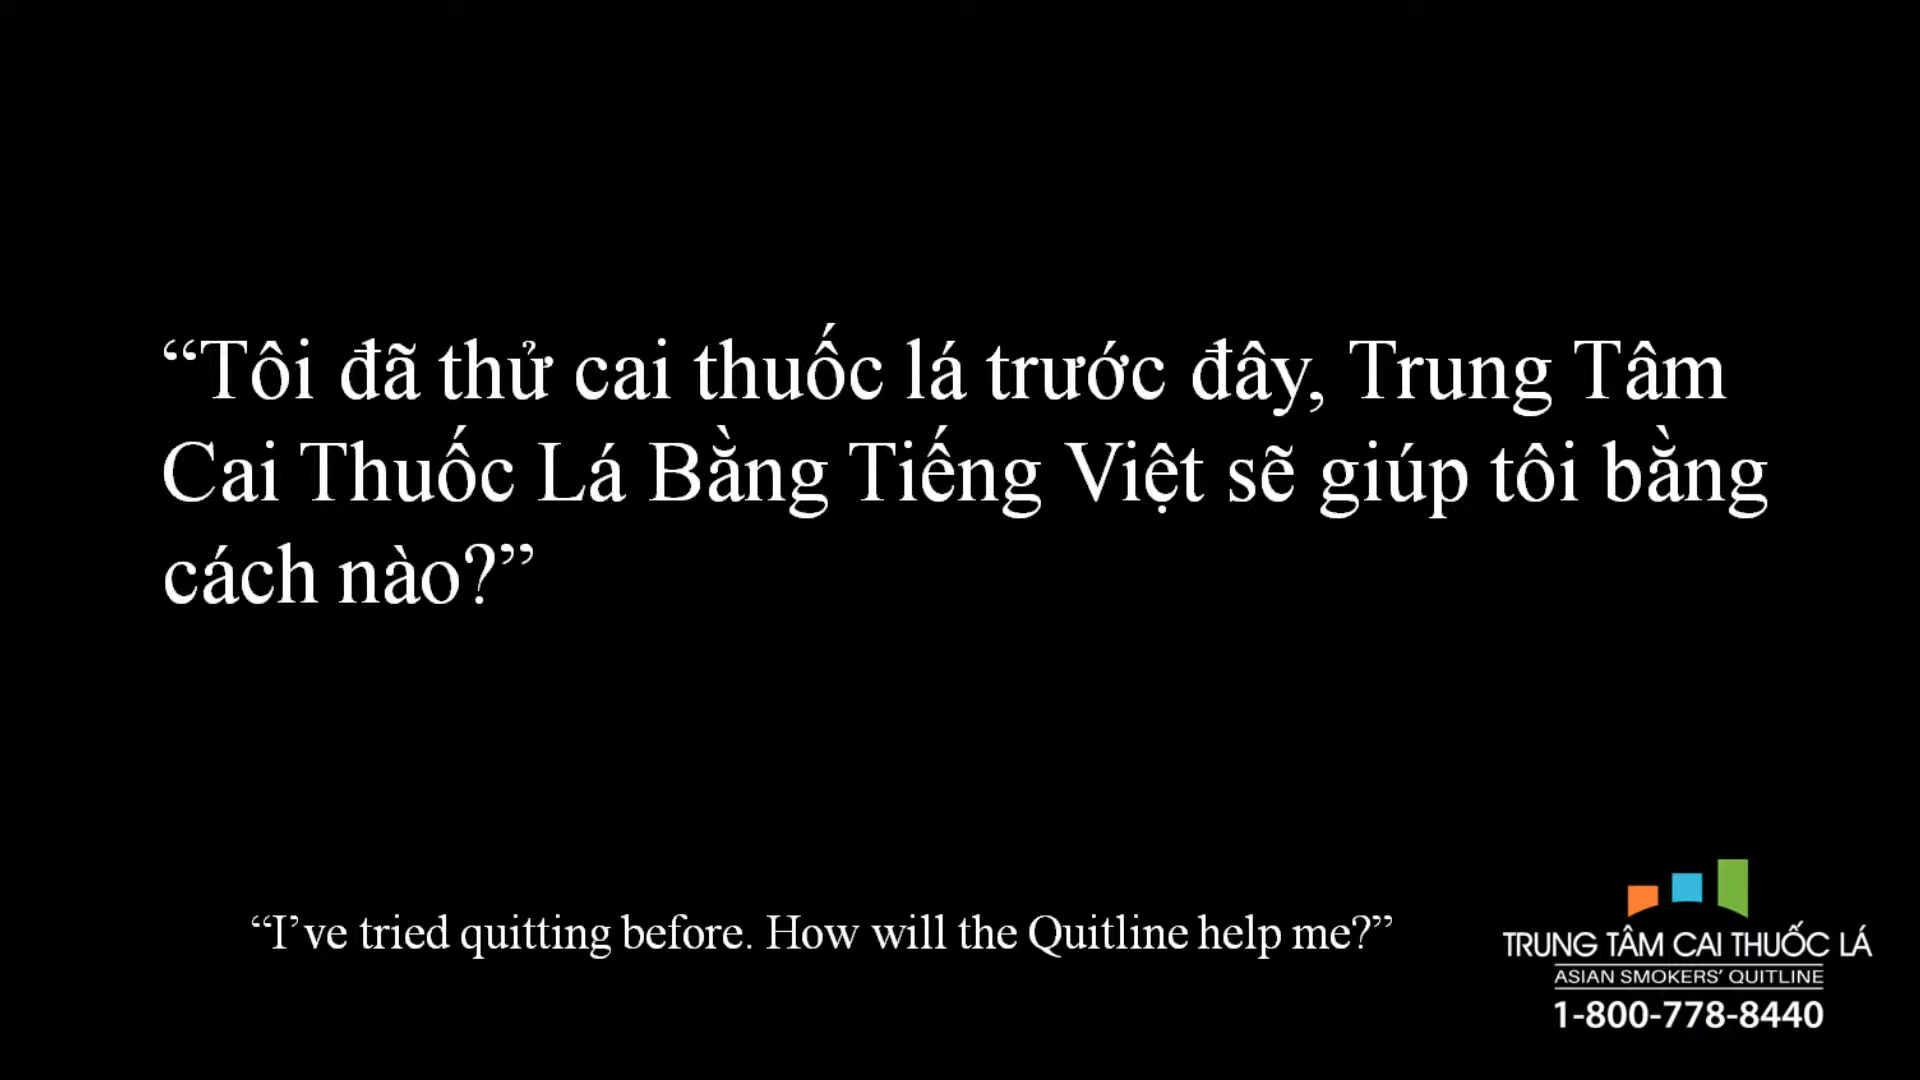 “Tôi đã thử cai thuốc lá trước đây, Trung Tâm
Cai Thuốc Lá Bằng Tiếng Việt sẽ giúp tôi bằng
cách nào?”
“I’ve tried quitting before. How will the Quitline help me?”
TRUNG TÂM CAI THUỐC LÁ
ASIAN SMOKERS’ QUITLINE
1-800-778-8440